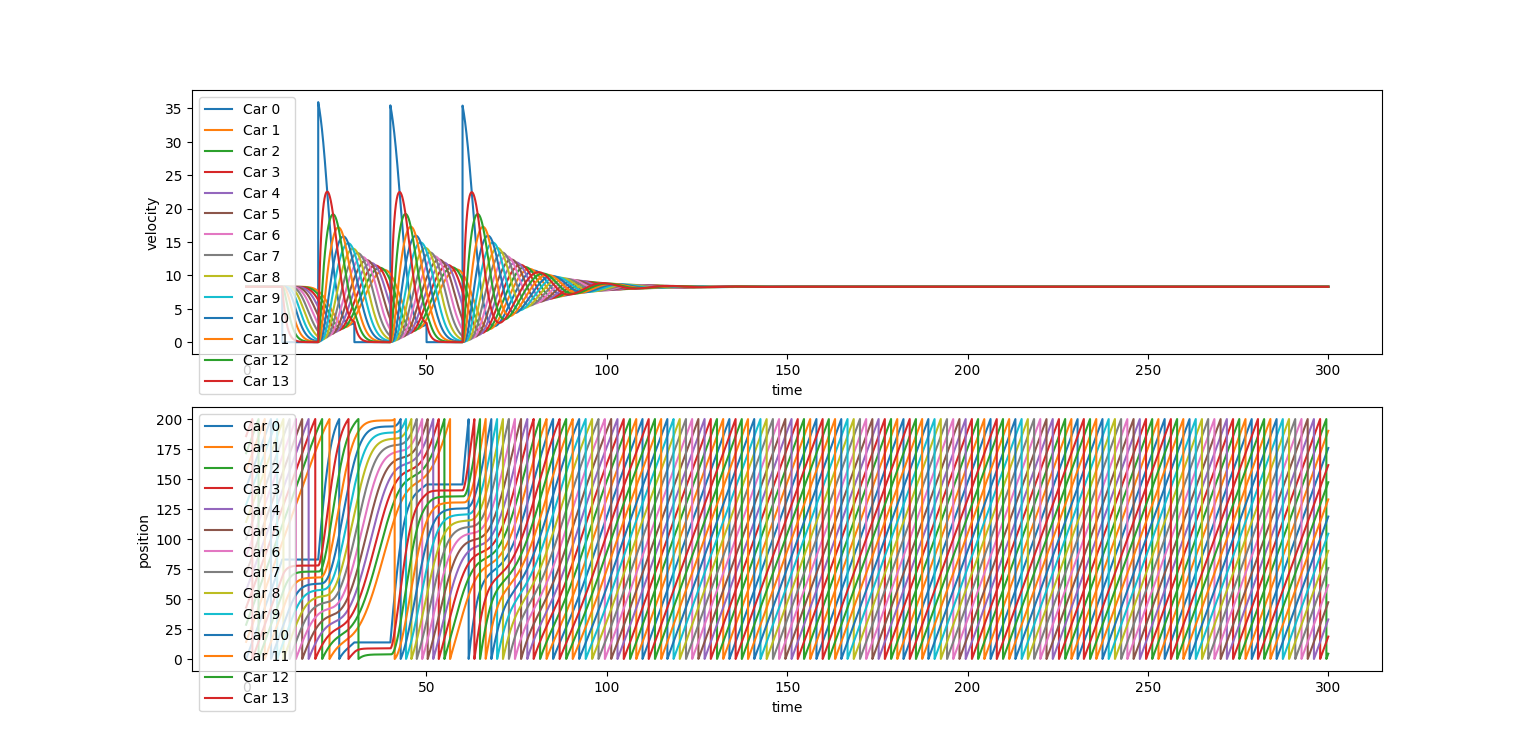 35
30
25
20
15
10
5
0
velocity
Car 0
Car 1
Car 2
Car 3
Car 4
Car 5
Car 6
Car 7
Car 8
Car 9
Car 10
Car 11
Car 12
Car 13
0 50 100 150 200 250 300
time
200
175
150
125
100
75
50
25
0
position
Car 0
Car 1
Car 2
Car 3
Car 4
Car 5
Car 6
Car 7
Car 8
Car 9
Car 10
Car 11
Car 12
Car 13
0 50 100 150 200 250 300
time